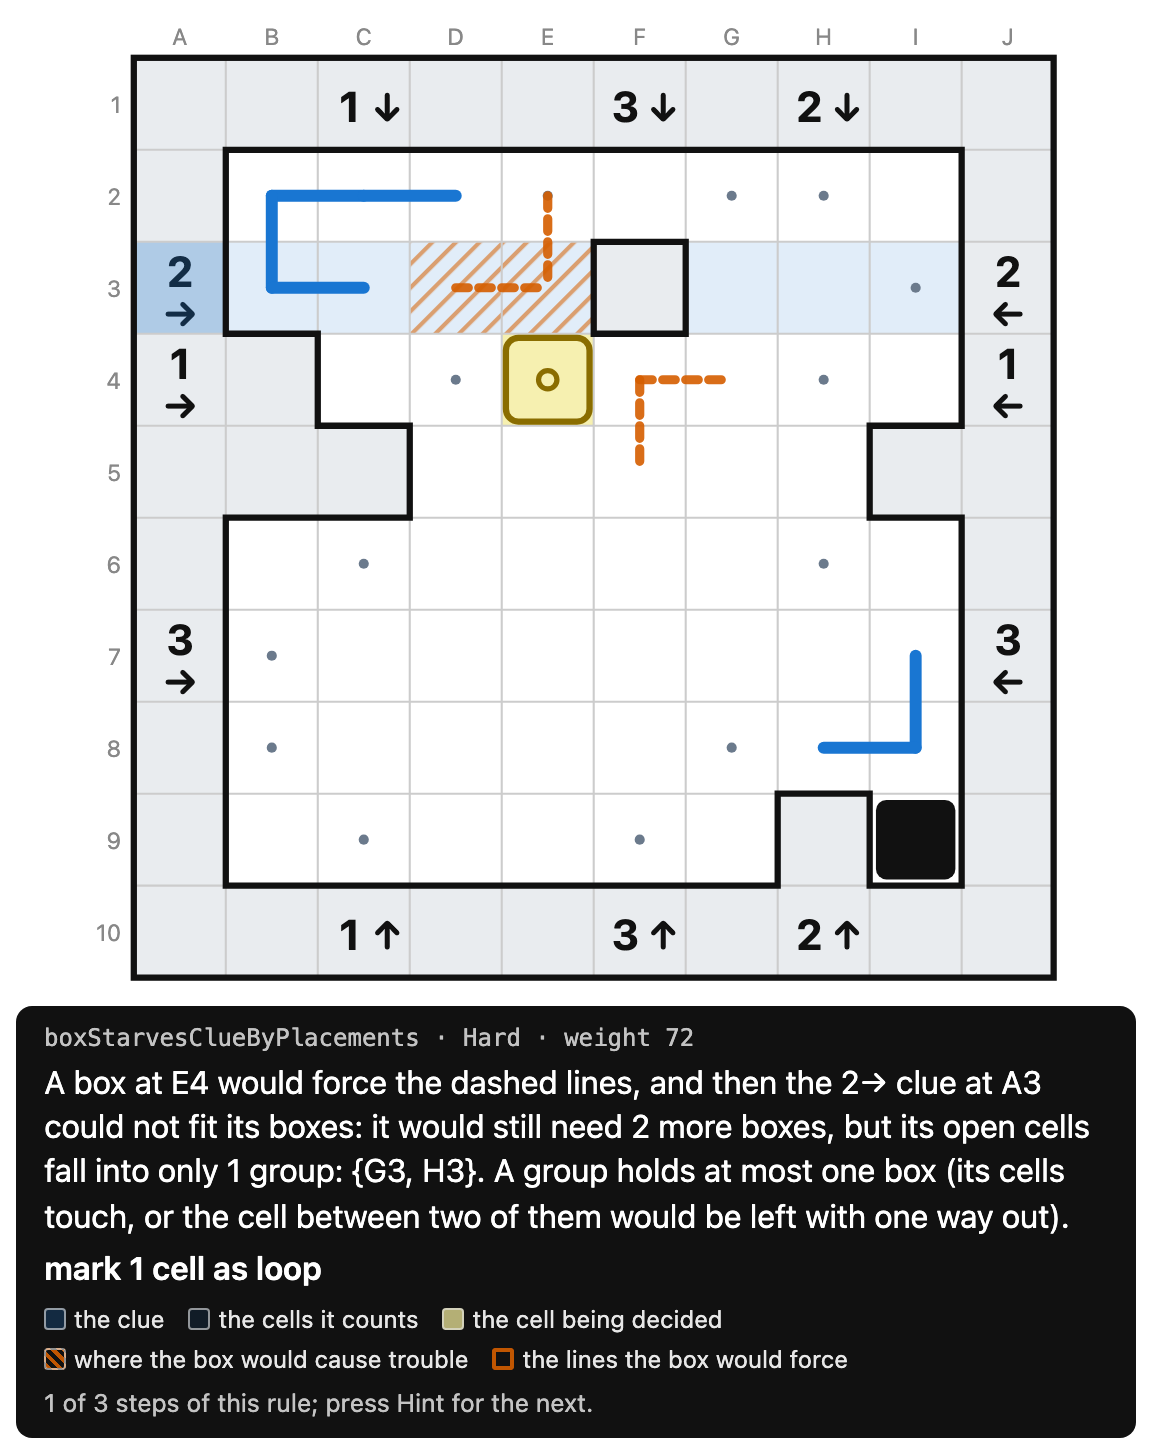 A B C D E F G H I J
1 1 ↓ 3 ↓ 2 ↓
2
3 2 → 2 ←
4 1 → 1 ←
5
6
7 3 → 3 ←
8
9
10 1 ↑ 3 ↑ 2 ↑
boxStarvesClueByPlacements · Hard · weight 72
A box at E4 would force the dashed lines, and then the 2→ clue at A3
could not fit its boxes: it would still need 2 more boxes, but its open cells
fall into only 1 group: {G3, H3}. A group holds at most one box (its cells
touch, or the cell between two of them would be left with one way out).
mark 1 cell as loop
the clue the cells it counts the cell being decided
where the box would cause trouble the lines the box would force
1 of 3 steps of this rule; press Hint for the next.